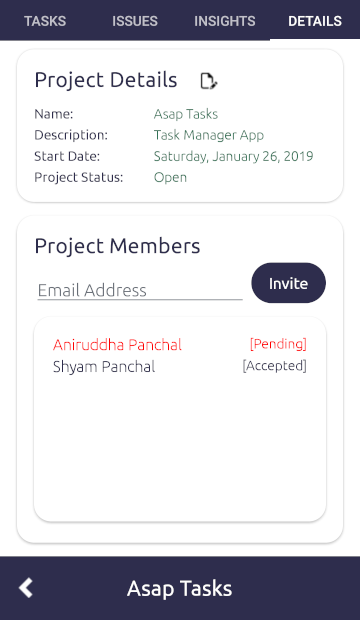 TASKS ISSUES INSIGHTS DETAILS
Project Details
Name: Asap Tasks
Description: Task Manager App
Start Date: Saturday, January 26, 2019
Project Status: Open
Project Members
Email Address Invite
Aniruddha Panchal [Pending]
Shyam Panchal [Accepted]
Asap Tasks